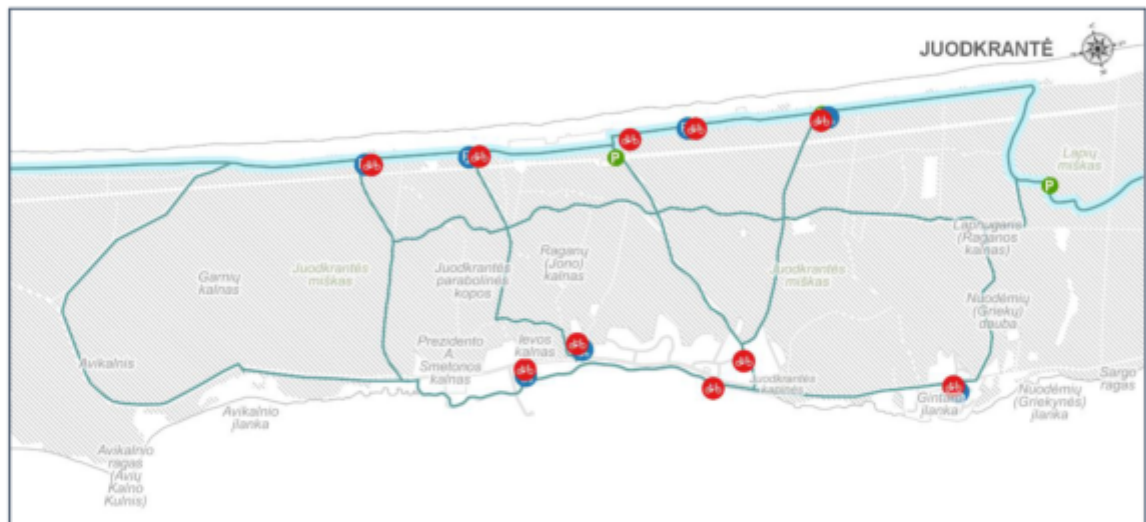 JUODKRANTĖ
P
Lapių
miškas
P
Lapnugaris
(Raganos
kalnas)
Raganų
(Jono)
kalnas
Garnių
kalnas
Juodkrantės
miškas
Juodkrantės
parabolinės
kopos
Juodkrantės
miškas
Nuodėmių
(Griekų)
dauba
Avikalnis
Prezidento
A.
Smetonos
kalnas
Ievos
kalnas
Juodkrantės
kapinės
Sargo
ragas
Gintaro
įlanka
Nuodėmių
(Griekynės)
įlanka
Avikalnio
įlanka
Avikalnio
ragas
(Avių
Kalno
Kulnis)